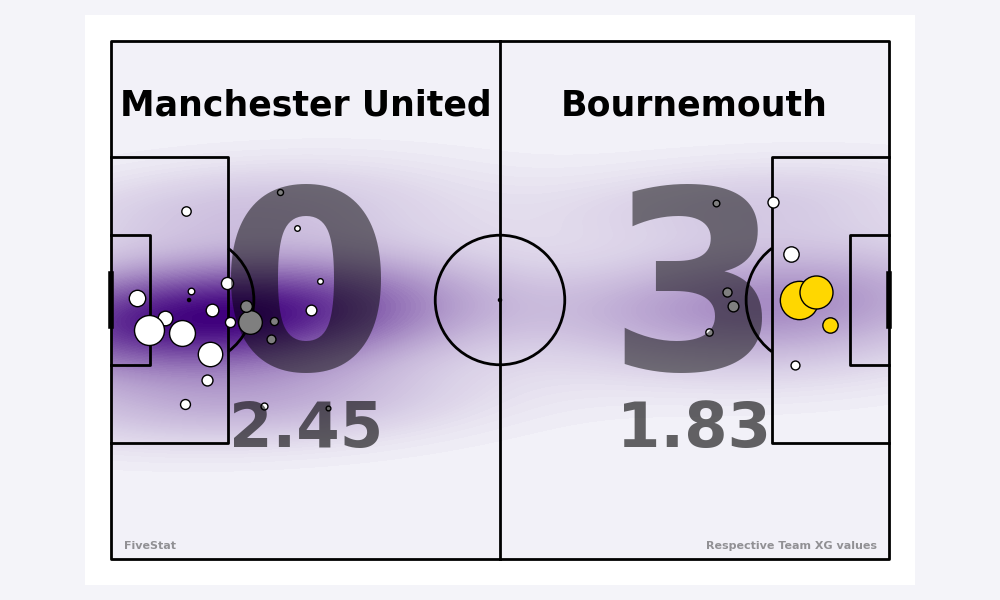 Manchester United
Bournemouth
0
3
2.45
1.83
FiveStat
Respective Team XG values